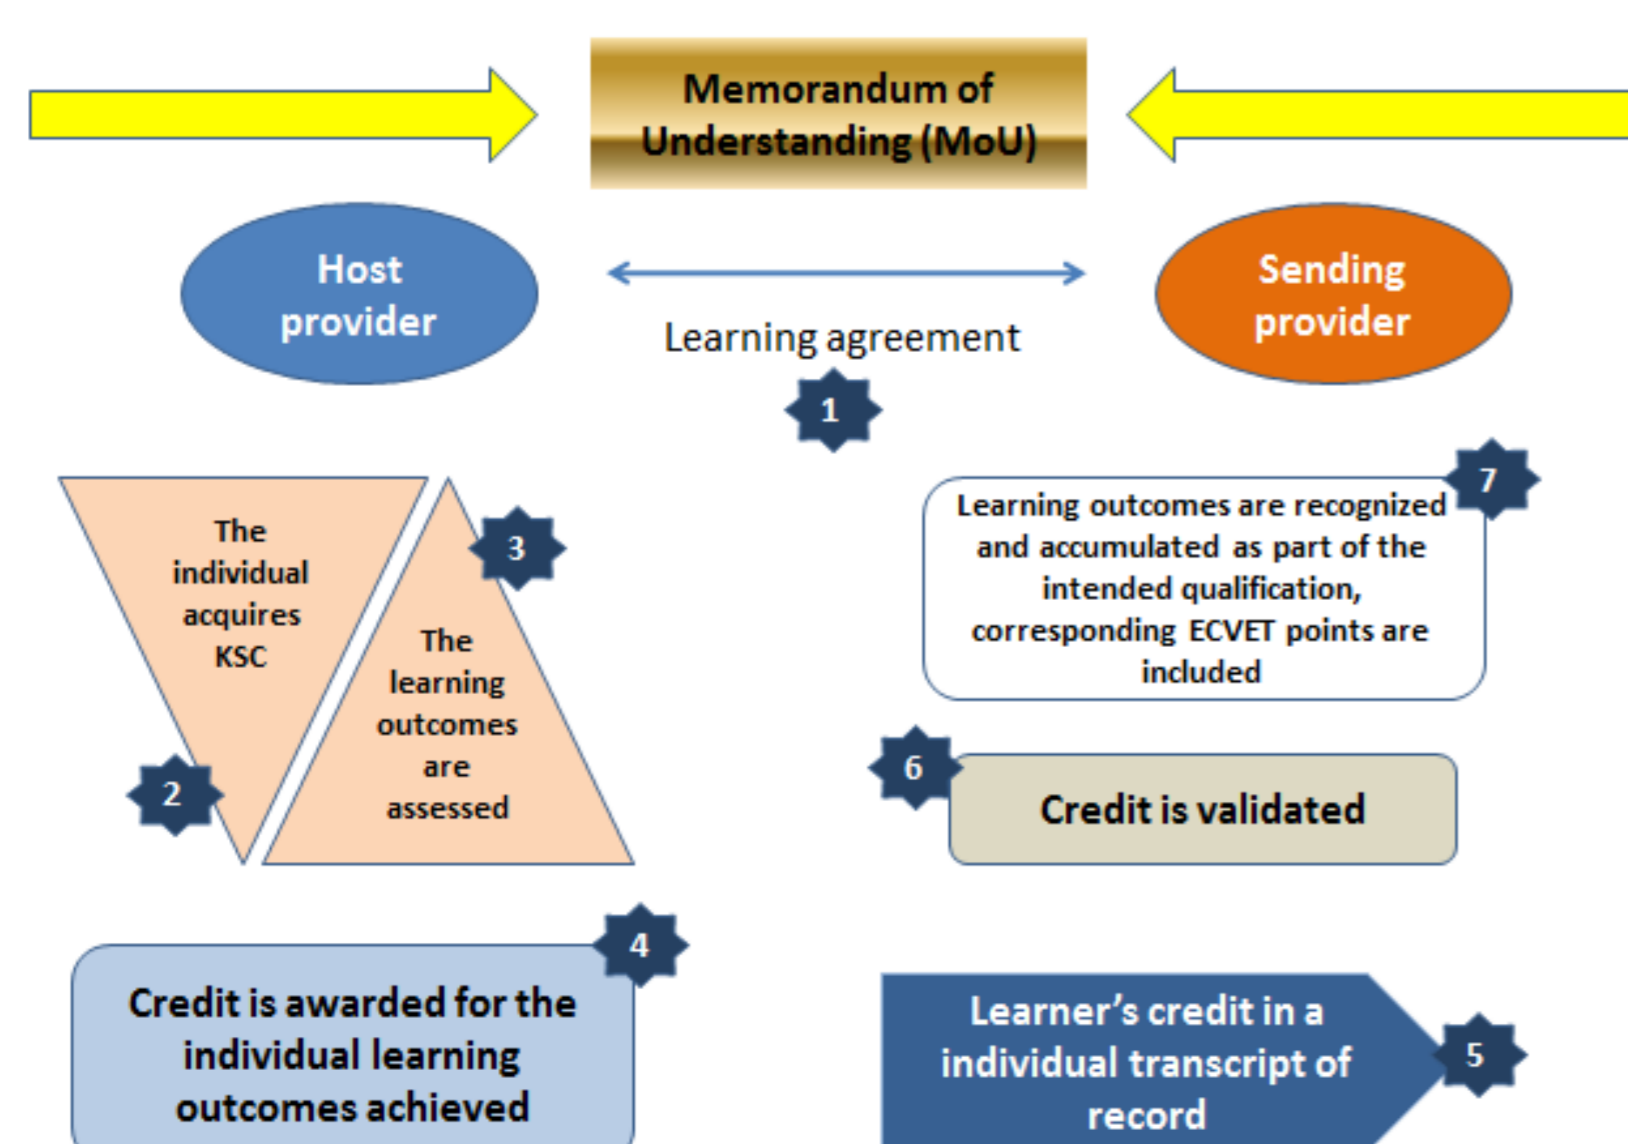 Memorandum of
Understanding (MoU)
Host
provider
Sending
provider
Learning agreement
1
The
individual
acquires
KSC
2
3
The
learning
outcomes
are
assessed
7
Learning outcomes are recognized
and accumulated as part of the
intended qualification,
corresponding ECVET points are
included
6
Credit is validated
4
Credit is awarded for the
individual learning
outcomes achieved
Learner’s credit in a
individual transcript of
record
5